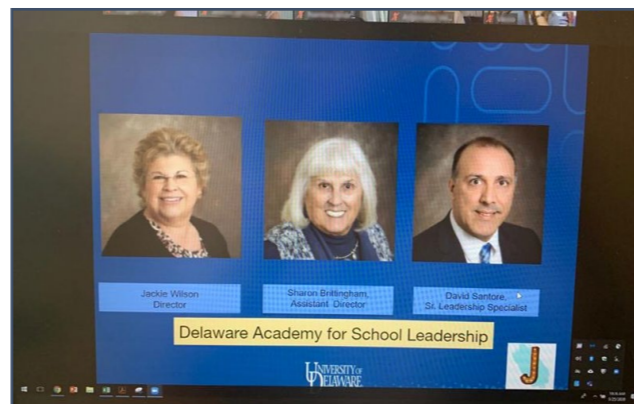 Jackie Wilson
Director
Sharon Brittingham,
Assistant Director
David Santore,
Sr. Leadership Specialist
Delaware Academy for School Leadership
UNIVERSITY OF
DELAWARE
J